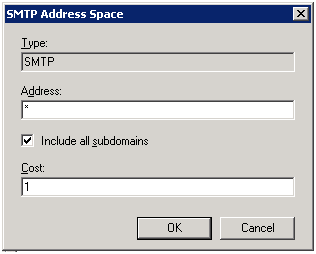 SMTP Address Space
Type:
SMTP
Address:
*
Include all subdomains
Cost:
1
OK Cancel